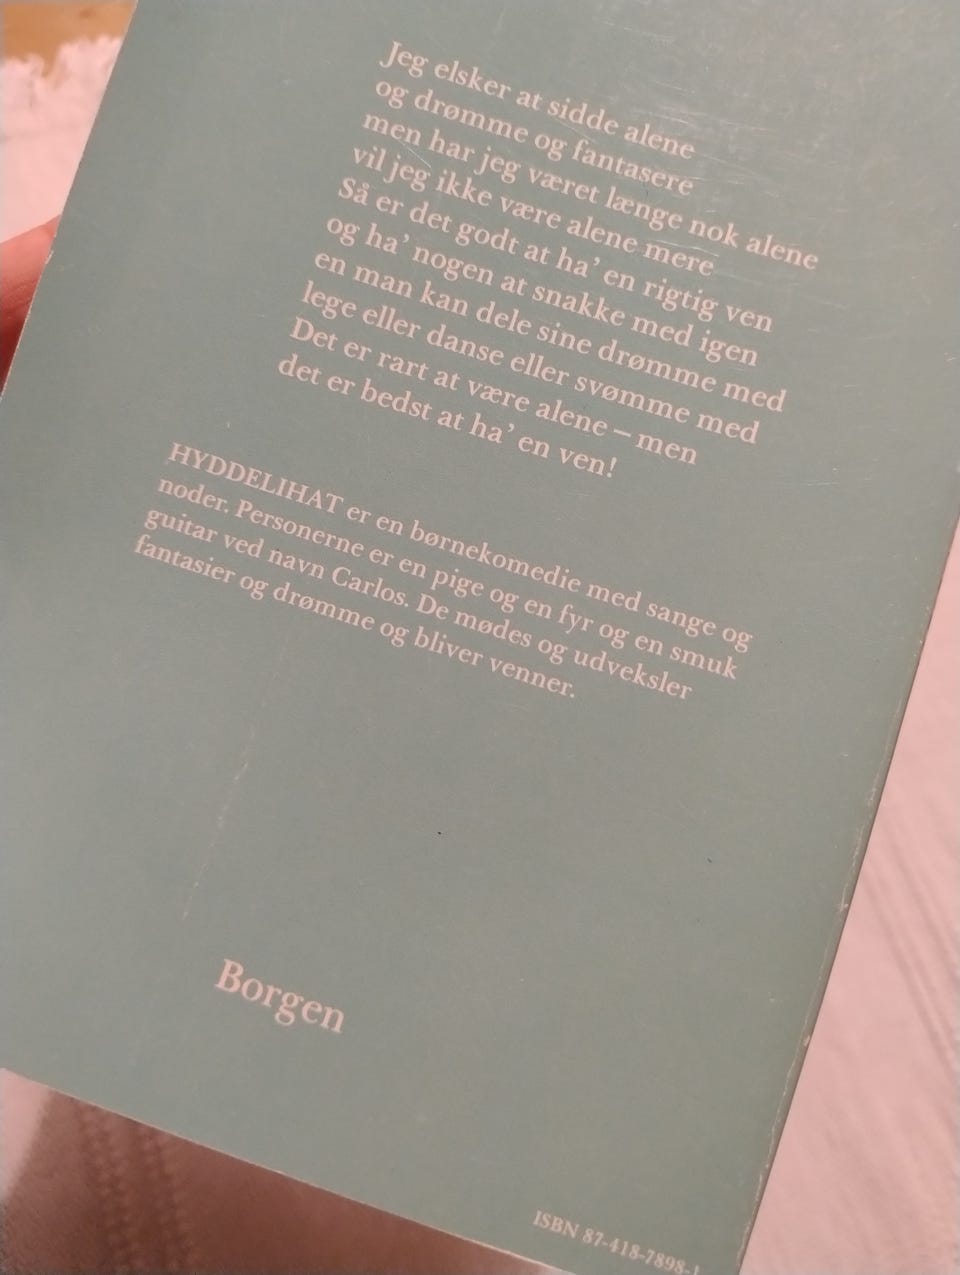 Jeg elsker at sidde alene
og drømme og fantasere
men har jeg været længe nok alene
vil jeg ikke være alene mere
Så er det godt at ha' en rigtig ven
og ha' nogen at snakke med igen
en man kan dele sine drømme med
lege eller danse eller svømme med
Det er rart at være alene – men
det er bedst at ha' en ven!
HYDDELIHAT er en børnekomedie med sange og
noder. Personerne er en pige og en fyr og en smuk
guitar ved navn Carlos. De mødes og udveksler
fantasier og drømme og bliver venner.
Borgen
ISBN 87-418-7898-1